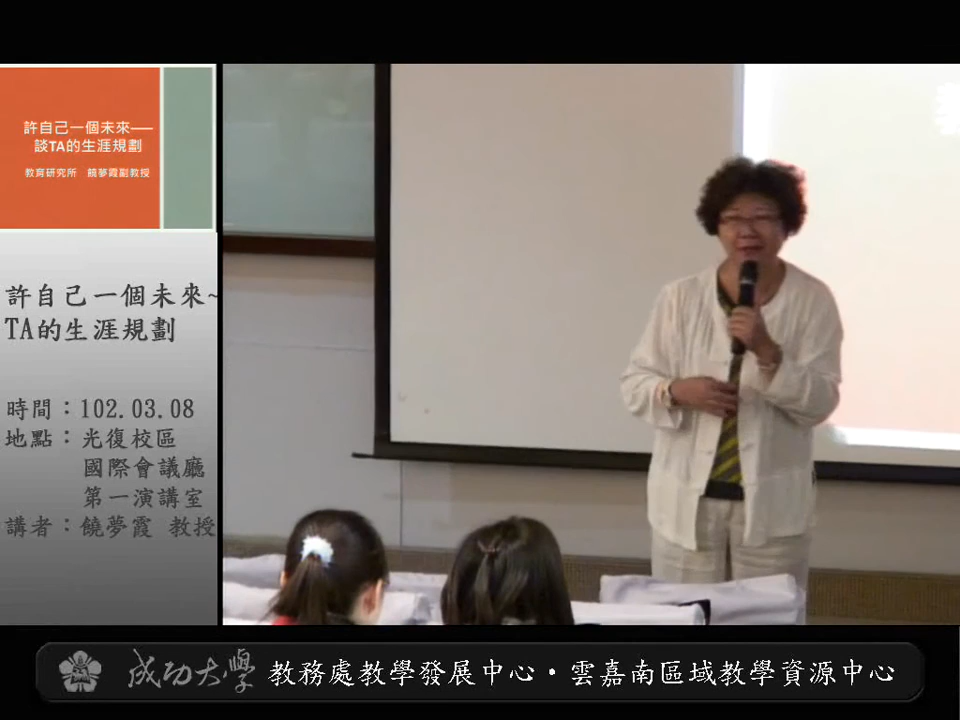 許自己一個未來——
談TA的生涯規劃
教育研究所 饒夢霞副教授
許自己一個未來~
TA的生涯規劃
時間：102.03.08
地點：光復校區
國際會議廳
第一演講室
講者：饒夢霞 教授
成功大學 教務處教學發展中心・雲嘉南區域教學資源中心